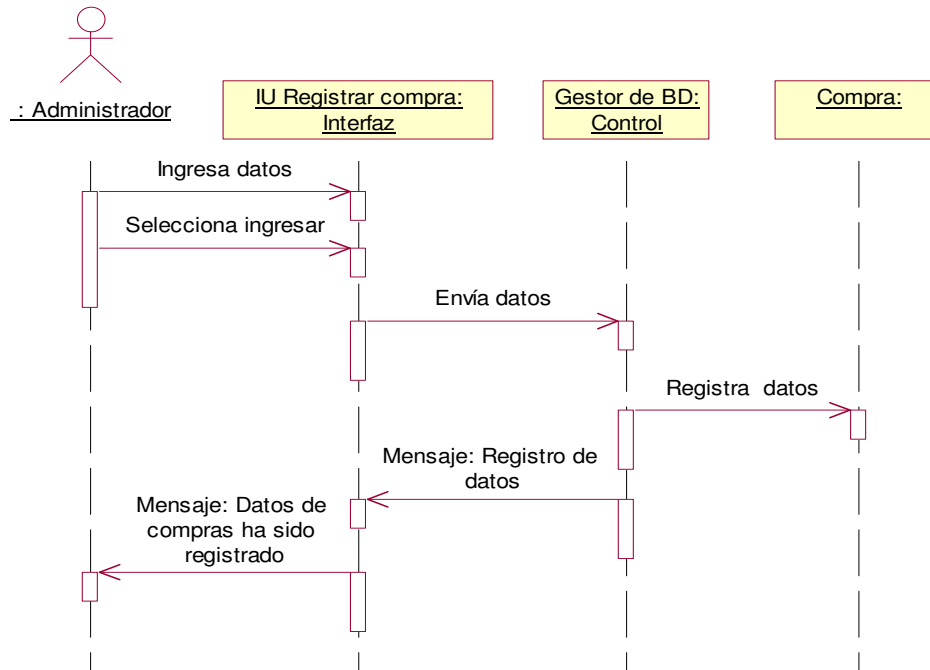 _: Administrador
IU Registrar compra:
Interfaz
Gestor de BD:
Control
Compra:
Ingresa datos
Selecciona ingresar
Envía datos
Registra datos
Mensaje: Registro de
datos
Mensaje: Datos de
compras ha sido
registrado